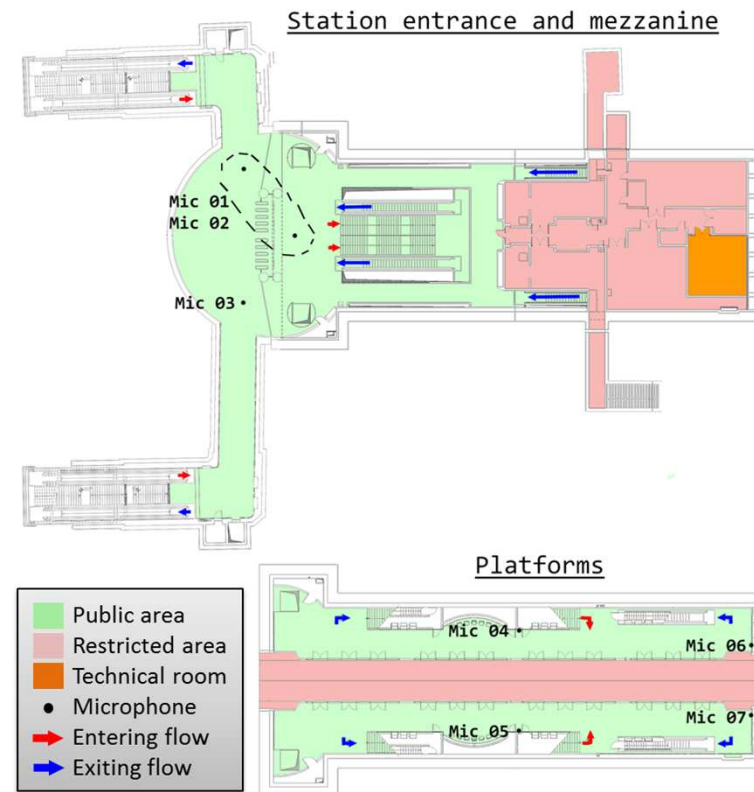 Station entrance and mezzanine
Mic 01
Mic 02
Mic 03
Platforms
Mic 04
Mic 06
Mic 05
Mic 07
Public area
Restricted area
Technical room
Microphone
Entering flow
Exiting flow